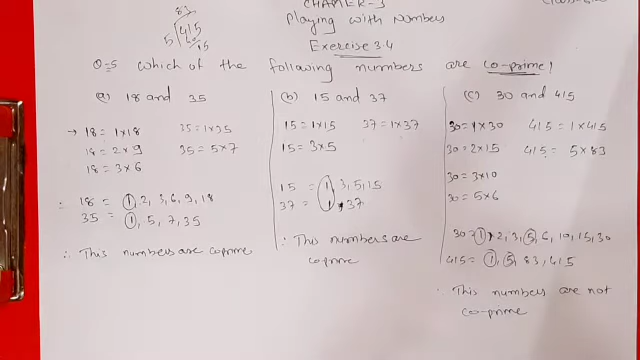 CHAPTER-3
Playing with Numbers
Exercise 3.4
83
5 415
40
15
Q-5 which of the following numbers are co-prime!
(a) 18 and 35
→ 18 = 1×18 35 = 1×35
18 = 2×9 35 = 5×7
18 = 3×6
∴ 18 = 1, 2, 3, 6, 9, 18
35 = 1, 5, 7, 35
∴ This numbers are coprime
(b) 15 and 37
15 = 1×15 37 = 1×37
15 = 3×5
15 = 1, 3, 5, 15
37 = 1, 37
∴ This numbers are
coprime
(c) 30 and 415
30 = 1×30 415 = 1×415
30 = 2×15 415 = 5×83
30 = 3×10
30 = 5×6
30 = 1, 2, 3, 5, 6, 10, 15, 30
415 = 1, 5, 83, 415
∴ This numbers are not
co-prime